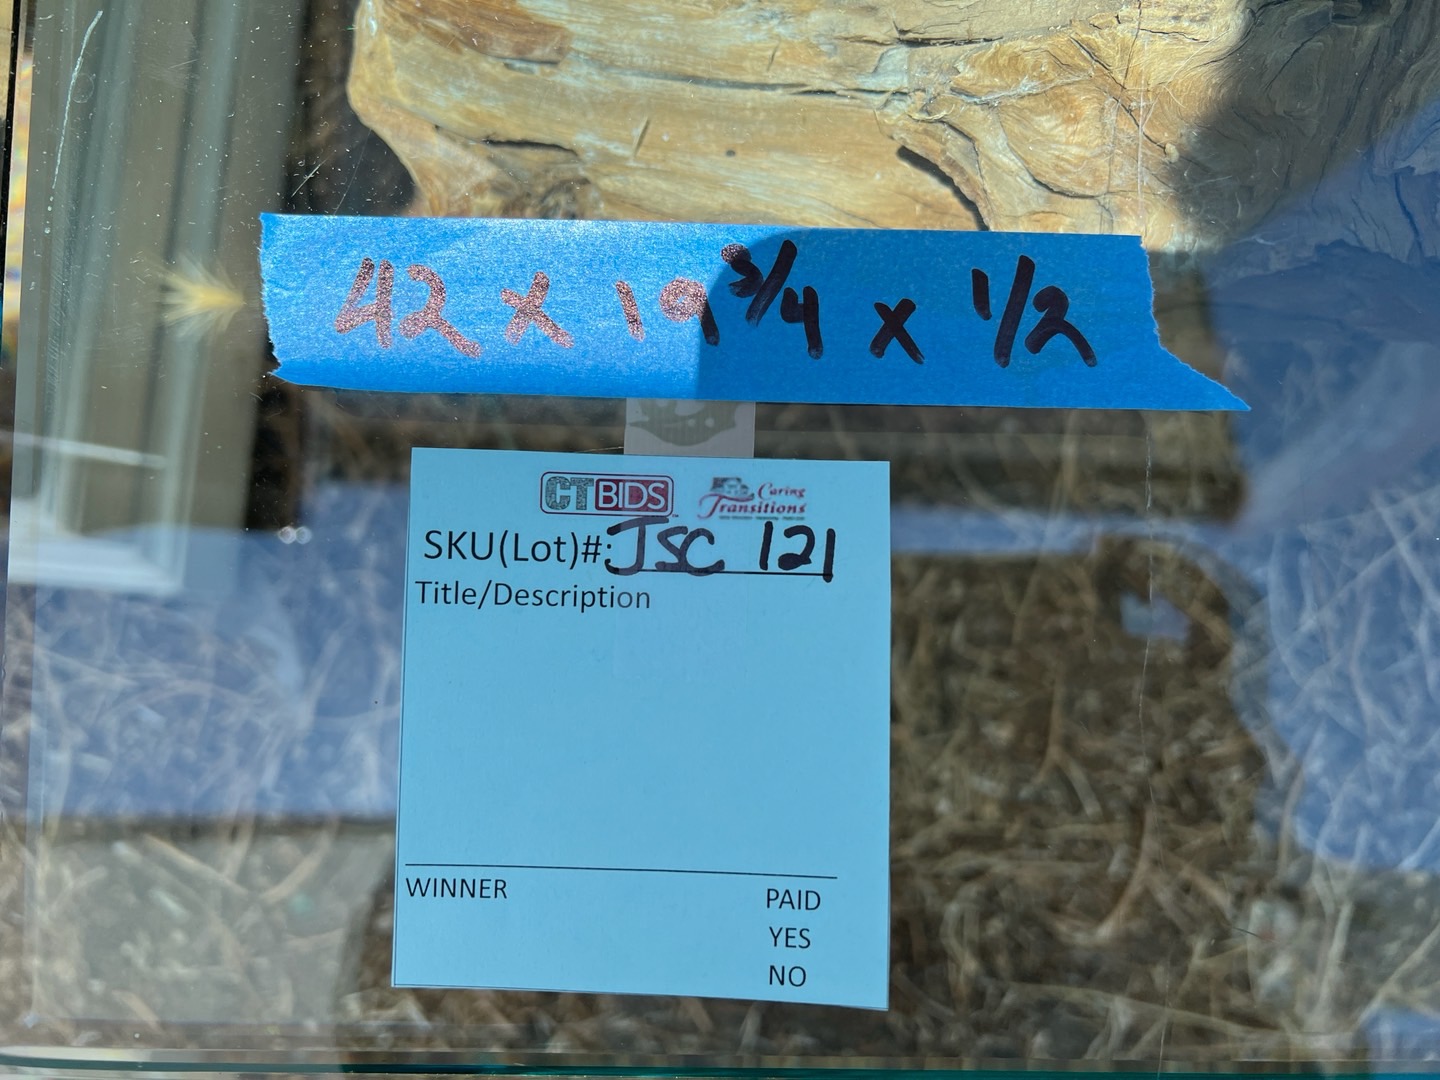 42 x 19 3/4 x 1/2
CTBIDS
Caring Transitions
SKU(Lot)#: JSC 121
Title/Description
WINNER
PAID
YES
NO